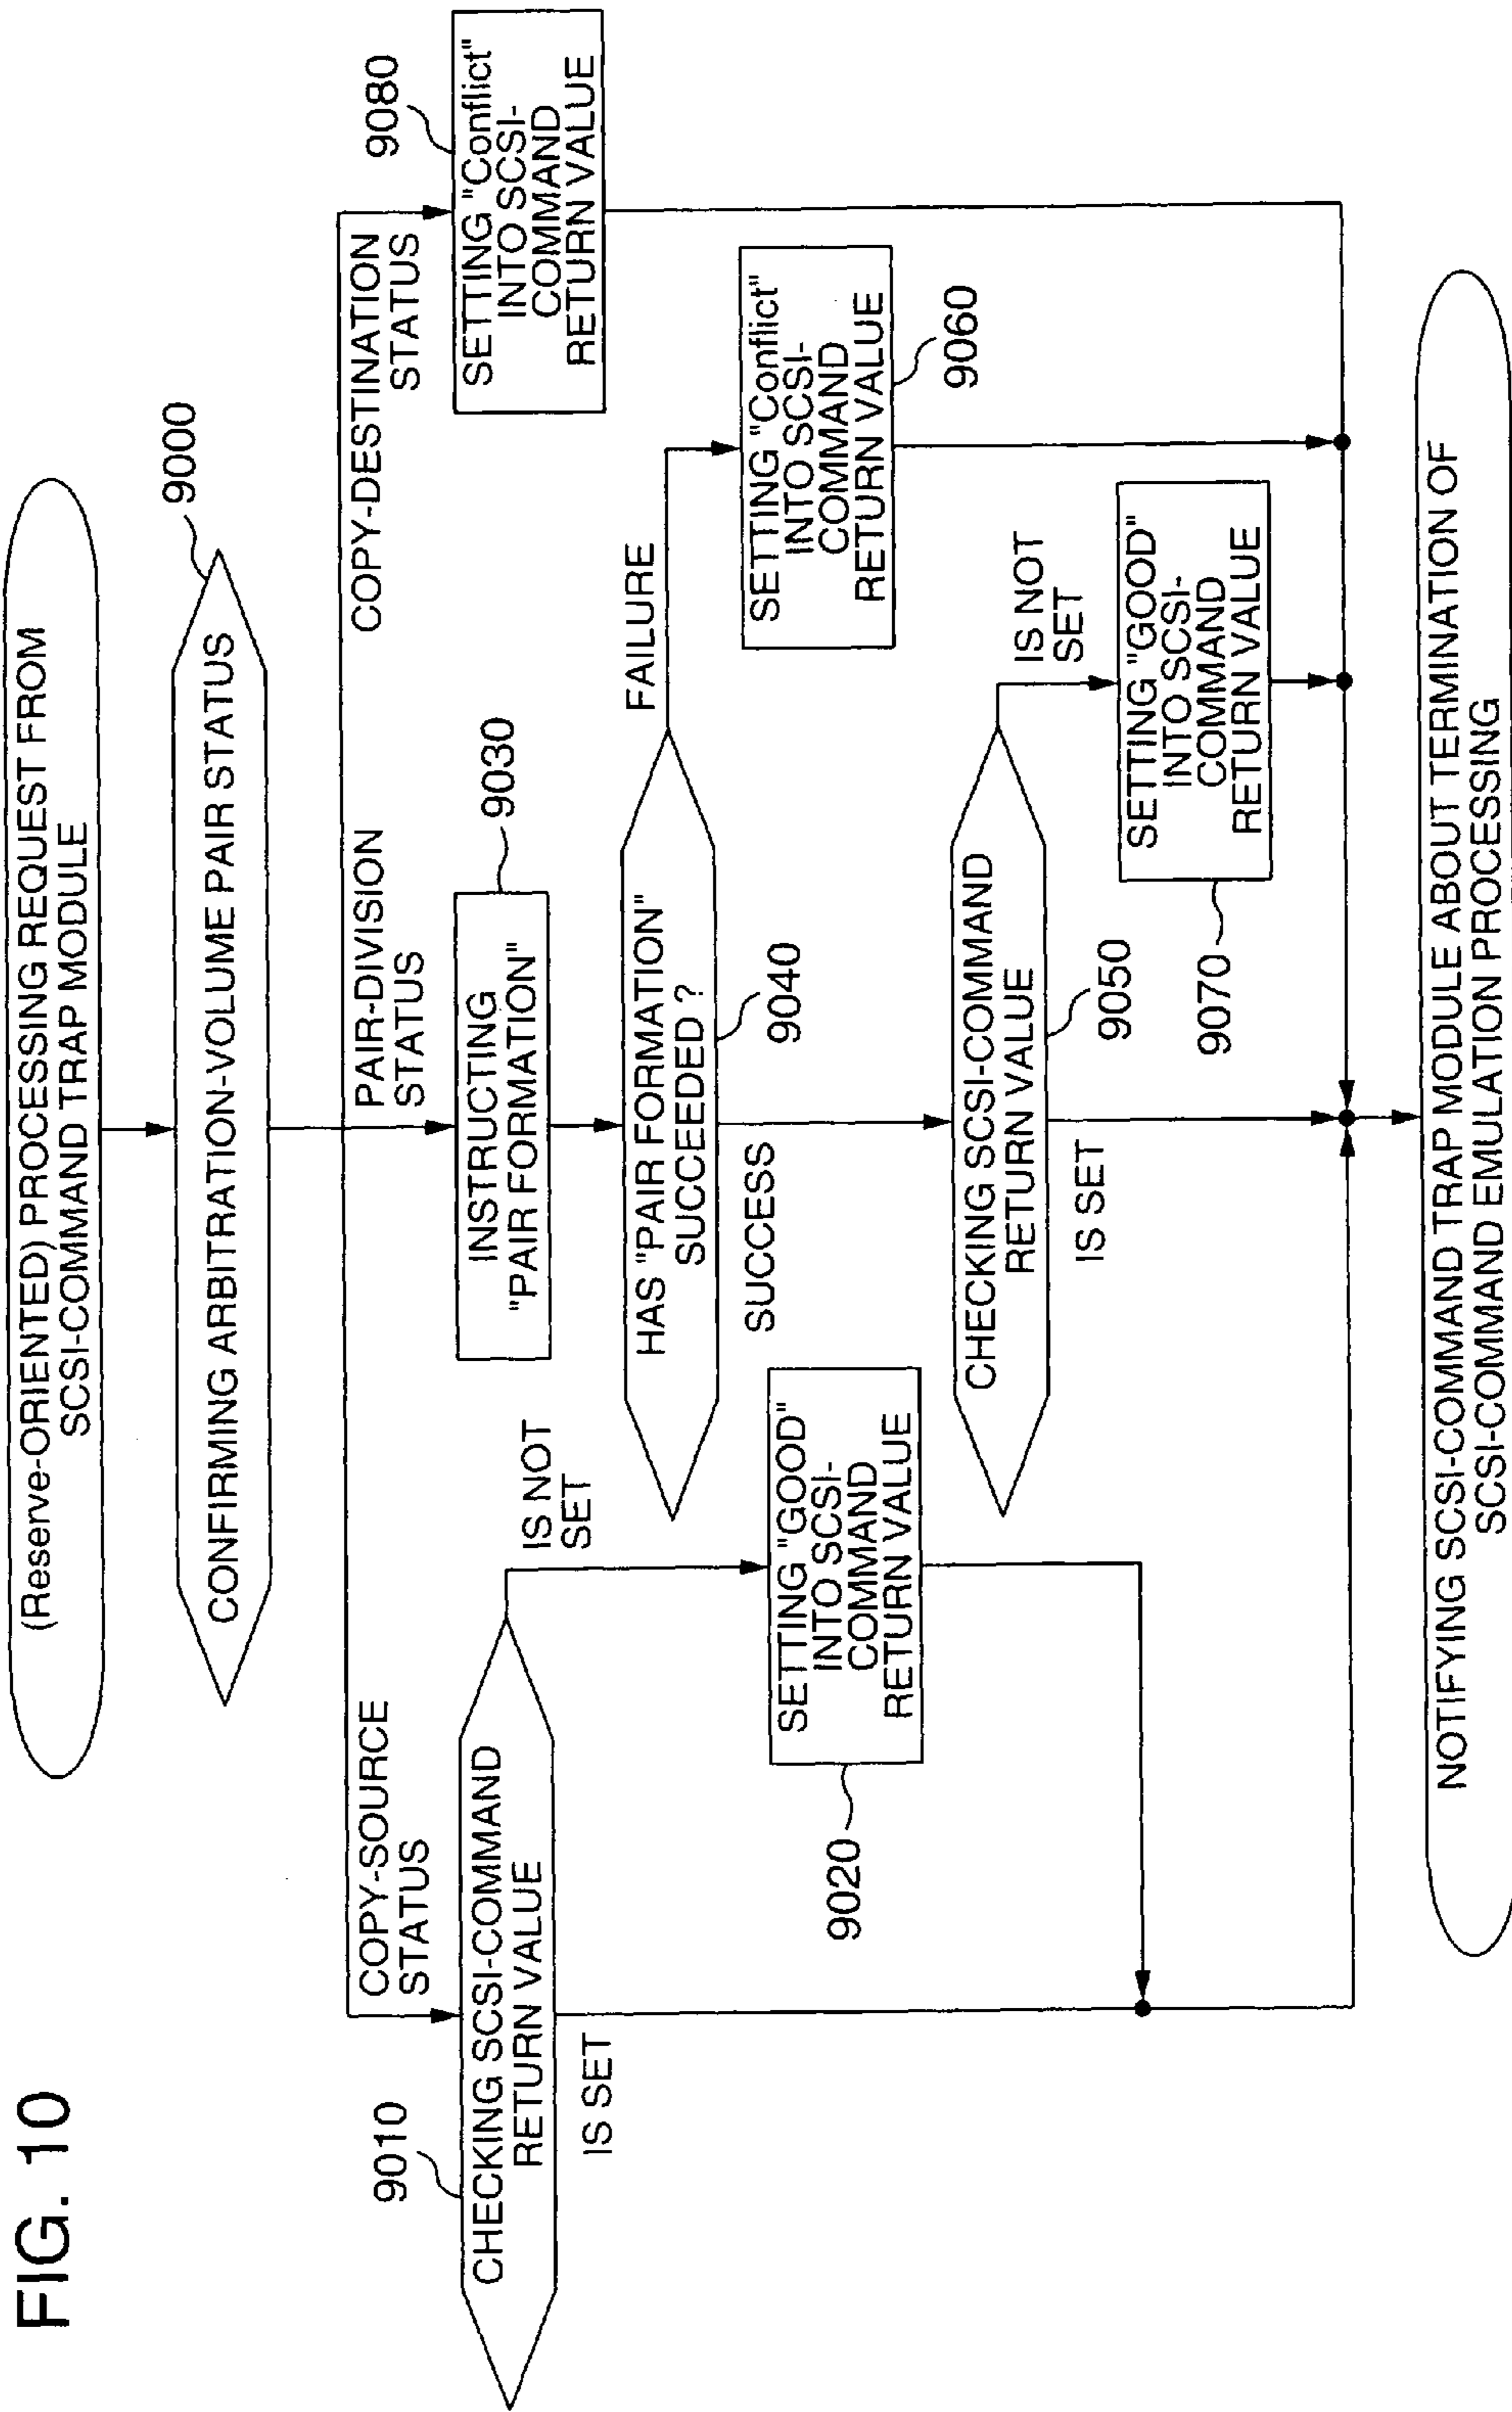 FIG. 10
(Reserve-ORIENTED) PROCESSING REQUEST FROM
SCSI-COMMAND TRAP MODULE
9000
CONFIRMING ARBITRATION-VOLUME PAIR STATUS
COPY-SOURCE
STATUS
PAIR-DIVISION
STATUS
COPY-DESTINATION
STATUS
9010
CHECKING SCSI-COMMAND
RETURN VALUE
IS SET
IS NOT
SET
SETTING "GOOD"
INTO SCSI-
COMMAND
RETURN VALUE
9020
INSTRUCTING
"PAIR FORMATION"
9030
HAS "PAIR FORMATION"
SUCCEEDED ?
9040
SUCCESS
FAILURE
CHECKING SCSI-COMMAND
RETURN VALUE
9050
IS SET
IS NOT
SET
SETTING "Conflict"
INTO SCSI-
COMMAND
RETURN VALUE
9060
SETTING "GOOD"
INTO SCSI-
COMMAND
RETURN VALUE
9070
9080
SETTING "Conflict"
INTO SCSI-
COMMAND
RETURN VALUE
NOTIFYING SCSI-COMMAND TRAP MODULE ABOUT TERMINATION OF
SCSI-COMMAND EMULATION PROCESSING